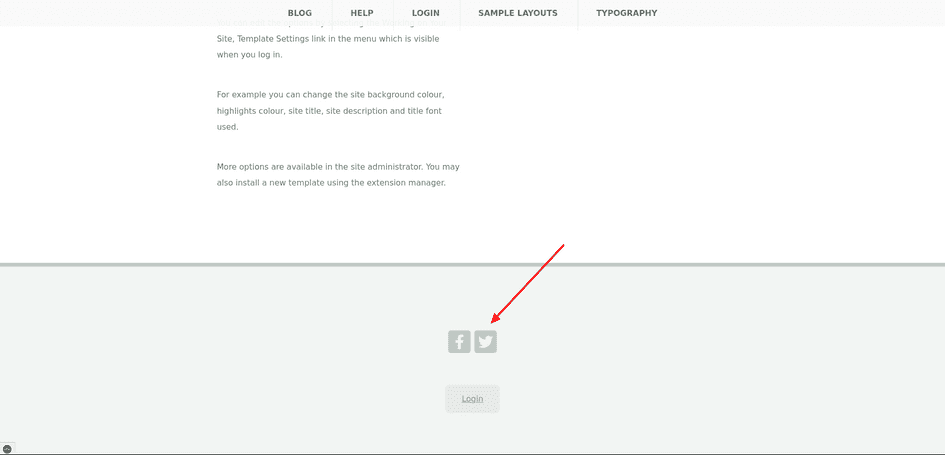 BLOG HELP LOGIN SAMPLE LAYOUTS TYPOGRAPHY
Site, Template Settings link in the menu which is visible
when you log in.
For example you can change the site background colour,
highlights colour, site title, site description and title font
used.
More options are available in the site administrator. You may
also install a new template using the extension manager.
Login